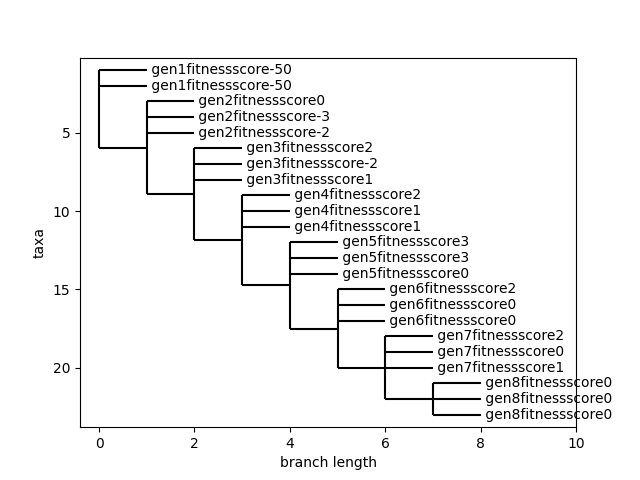 gen1fitnessscore-50
gen1fitnessscore-50
gen2fitnessscore0
gen2fitnessscore-3
gen2fitnessscore-2
gen3fitnessscore2
gen3fitnessscore-2
gen3fitnessscore1
gen4fitnessscore2
gen4fitnessscore1
gen4fitnessscore1
gen5fitnessscore3
gen5fitnessscore3
gen5fitnessscore0
gen6fitnessscore2
gen6fitnessscore0
gen6fitnessscore0
gen7fitnessscore2
gen7fitnessscore0
gen7fitnessscore1
gen8fitnessscore0
gen8fitnessscore0
gen8fitnessscore0
5
10
15
20
taxa
0 2 4 6 8 10
branch length